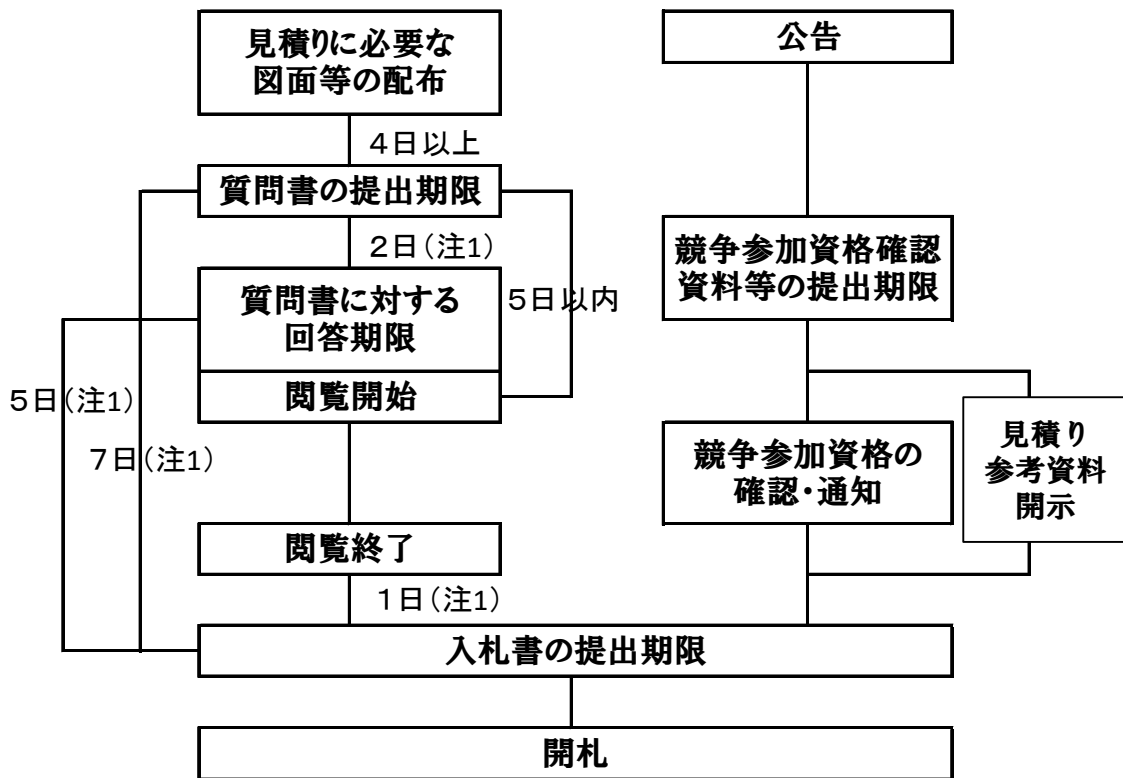 見積りに必要な
図面等の配布
4日以上
質問書の提出期限
2日(注1)
質問書に対する
回答期限
5日以内
閲覧開始
5日(注1)
7日(注1)
閲覧終了
1日(注1)
公告
競争参加資格確認
資料等の提出期限
競争参加資格の
確認・通知
見積り
参考資料
開示
入札書の提出期限
開札